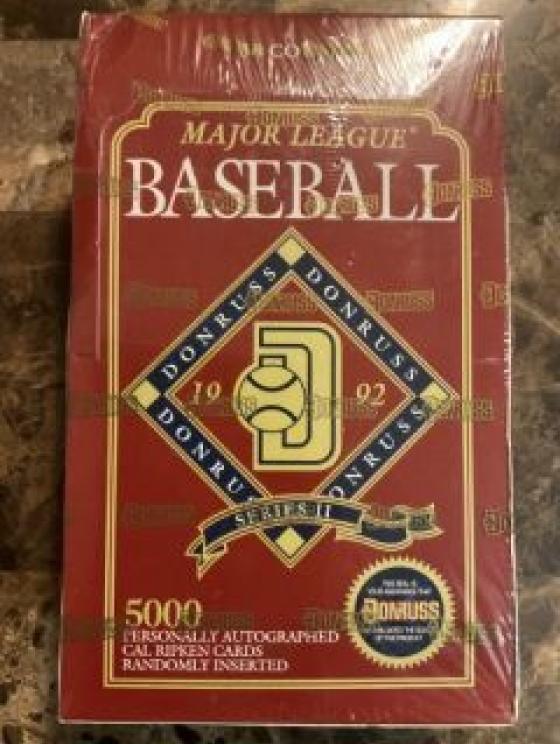 MAJOR LEAGUE
BASEBALL
DONRUSS DONRUSS
19 92
DONRUSS DONRUSS
SERIES II
5000
PERSONALLY AUTOGRAPHED
CAL RIPKEN CARDS
RANDOMLY INSERTED
DONRUSS